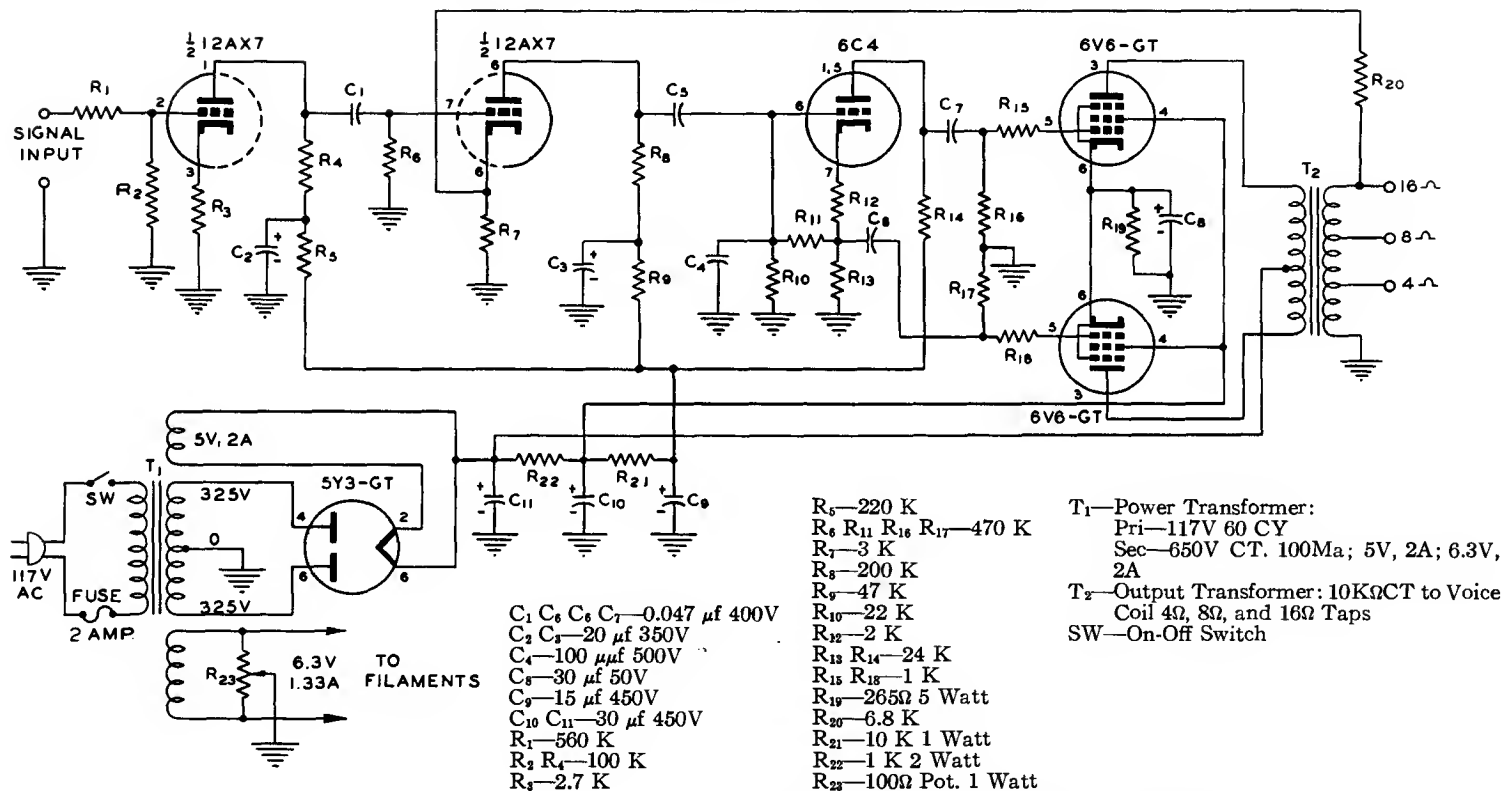 ½ 12AX7
½ 12AX7
6C4
6V6-GT
1
6
1,5
3
R1
2
C1
7
C5
6
C7
R15
5
4
R20
SIGNAL INPUT
3
6
7
6
T2
16 Ω
R2
R3
R4
R6
R7
R8
R11
R12
C6
R14
R16
R19
C8
8 Ω
C2
R5
C3
R9
C4
R10
R13
R17
6
4 Ω
R18
5
4
3
6V6-GT
5V, 2A
T1
SW
325V
5Y3-GT
4
2
0
6
6
325V
117V AC
FUSE
2 AMP.
R22
R21
C11
C10
C9
R23
6.3V
1.33A
TO FILAMENTS
C1 C6 C6 C7—0.047 μf 400V
C2 C3—20 μf 350V
C4—100 μμf 500V
C8—30 μf 50V
C9—15 μf 450V
C10 C11—30 μf 450V
R1—560 K
R2 R4—100 K
R3—2.7 K
R5—220 K
R6 R11 R16 R17—470 K
R7—3 K
R8—200 K
R9—47 K
R10—22 K
R12—2 K
R13 R14—24 K
R15 R18—1 K
R19—265Ω 5 Watt
R20—6.8 K
R21—10 K 1 Watt
R22—1 K 2 Watt
R23—100Ω Pot. 1 Watt
T1—Power Transformer:
Pri—117V 60 CY
Sec—650V CT. 100Ma; 5V, 2A; 6.3V,
2A
T2—Output Transformer: 10KΩCT to Voice
Coil 4Ω, 8Ω, and 16Ω Taps
SW—On-Off Switch